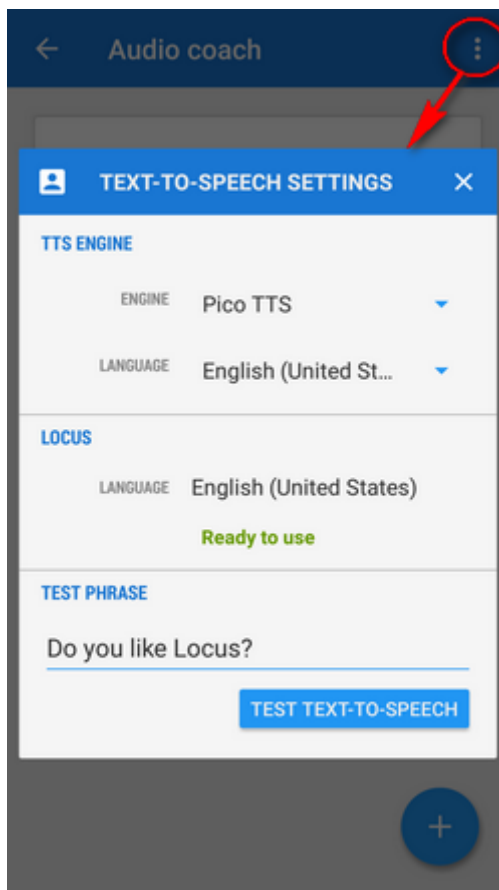 Audio coach
TEXT-TO-SPEECH SETTINGS
TTS ENGINE
ENGINE Pico TTS
LANGUAGE English (United St...
LOCUS
LANGUAGE English (United States)
Ready to use
TEST PHRASE
Do you like Locus?
TEST TEXT-TO-SPEECH